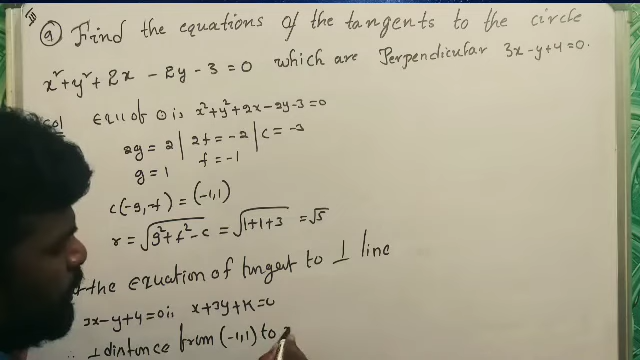 III
a) Find the equations of the tangents to the circle
x²+y²+2x-2y-3=0 which are Perpendicular 3x-y+4=0.
Sol Eqn of ⊙ is x²+y²+2x-2y-3=0
2g=2 | 2f=-2 | c=-3
g=1 f=-1
c(-g,-f) = (-1,1)
r = √g²+f²-c = √1+1+3 = √5
the Equation of tangent to ⊥ line
3x-y+4=0 is x+3y+K=0
⊥ distance from (-1,1) to